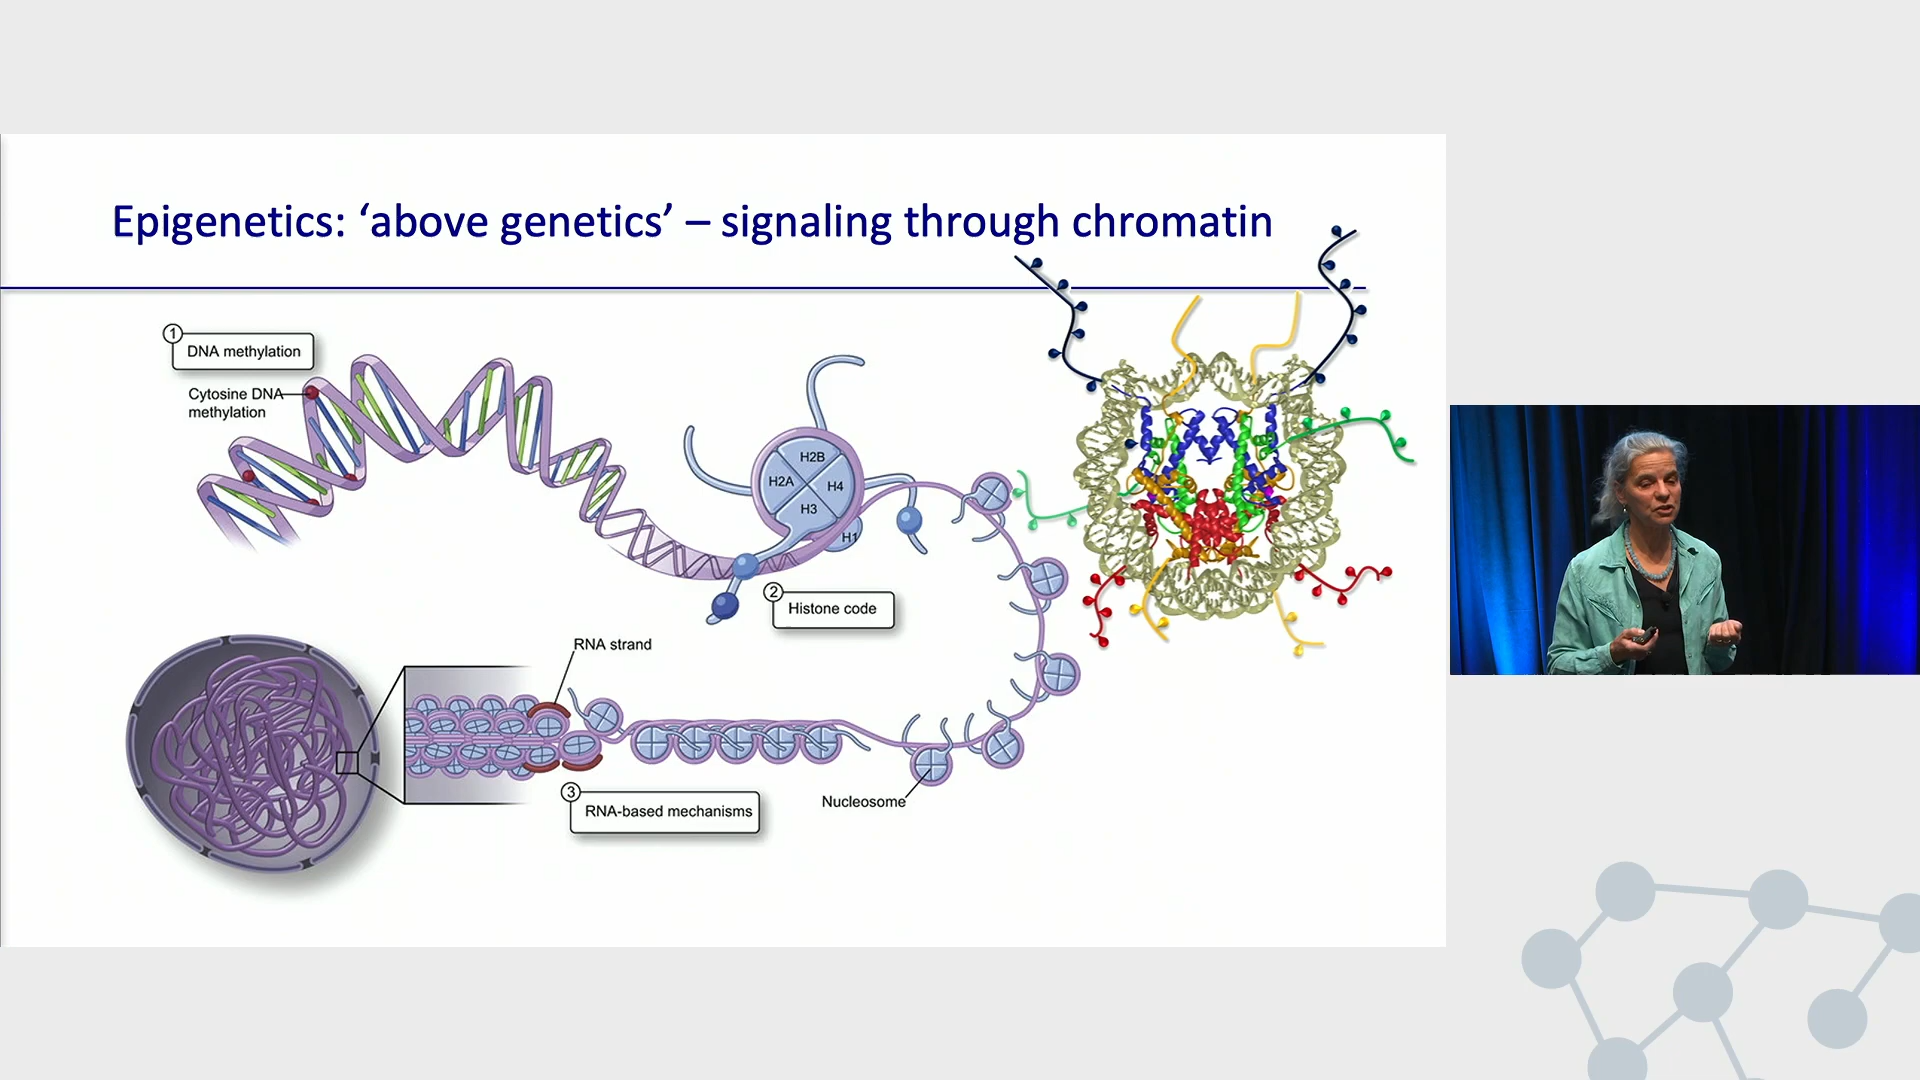 Epigenetics: ‘above genetics’ – signaling through chromatin
1
DNA methylation
Cytosine DNA
methylation
H2B
H2A
H4
H3
H1
2
Histone code
RNA strand
3
RNA-based mechanisms
Nucleosome